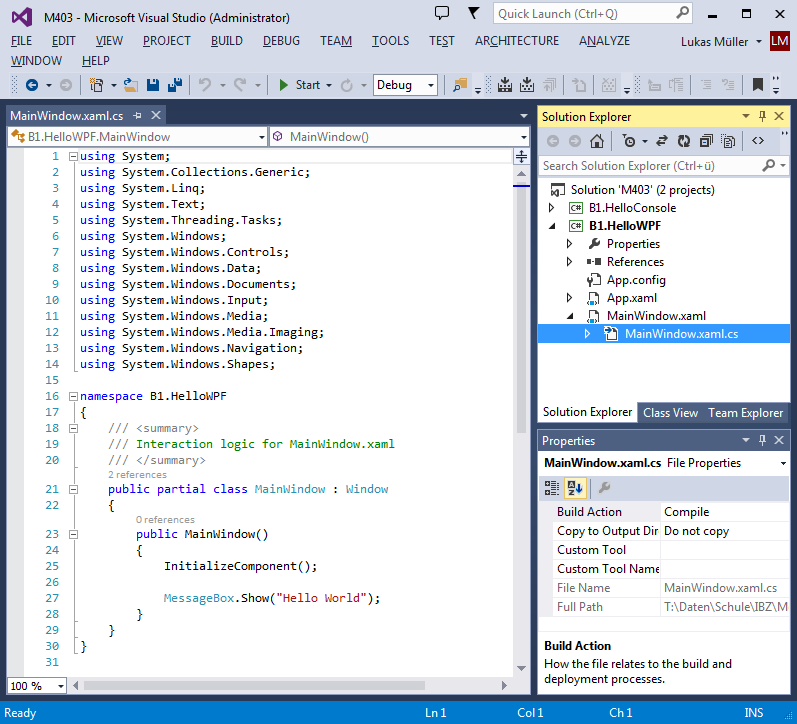 M403 - Microsoft Visual Studio (Administrator)
Quick Launch (Ctrl+Q)
FILE EDIT VIEW PROJECT BUILD DEBUG TEAM TOOLS TEST ARCHITECTURE ANALYZE
Lukas Müller LM
WINDOW HELP
Start Debug
MainWindow.xaml.cs
B1.HelloWPF.MainWindow MainWindow()
1 using System;
2 using System.Collections.Generic;
3 using System.Linq;
4 using System.Text;
5 using System.Threading.Tasks;
6 using System.Windows;
7 using System.Windows.Controls;
8 using System.Windows.Data;
9 using System.Windows.Documents;
10 using System.Windows.Input;
11 using System.Windows.Media;
12 using System.Windows.Media.Imaging;
13 using System.Windows.Navigation;
14 using System.Windows.Shapes;
15
16 namespace B1.HelloWPF
17 {
18 /// <summary>
19 /// Interaction logic for MainWindow.xaml
20 /// </summary>
2 references
21 public partial class MainWindow : Window
22 {
0 references
23 public MainWindow()
24 {
25 InitializeComponent();
26
27 MessageBox.Show("Hello World");
28 }
29 }
30 }
31
100 %
Solution Explorer
Search Solution Explorer (Ctrl+ü)
Solution 'M403' (2 projects)
C# B1.HelloConsole
C# B1.HelloWPF
Properties
References
App.config
App.xaml
MainWindow.xaml
MainWindow.xaml.cs
Solution Explorer Class View Team Explorer
Properties
MainWindow.xaml.cs File Properties
Build Action Compile
Copy to Output Dir Do not copy
Custom Tool
Custom Tool Name
File Name MainWindow.xaml.cs
Full Path T:\Daten\Schule\IBZ\M
Build Action
How the file relates to the build and
deployment processes.
Ready Ln 1 Col 1 Ch 1 INS